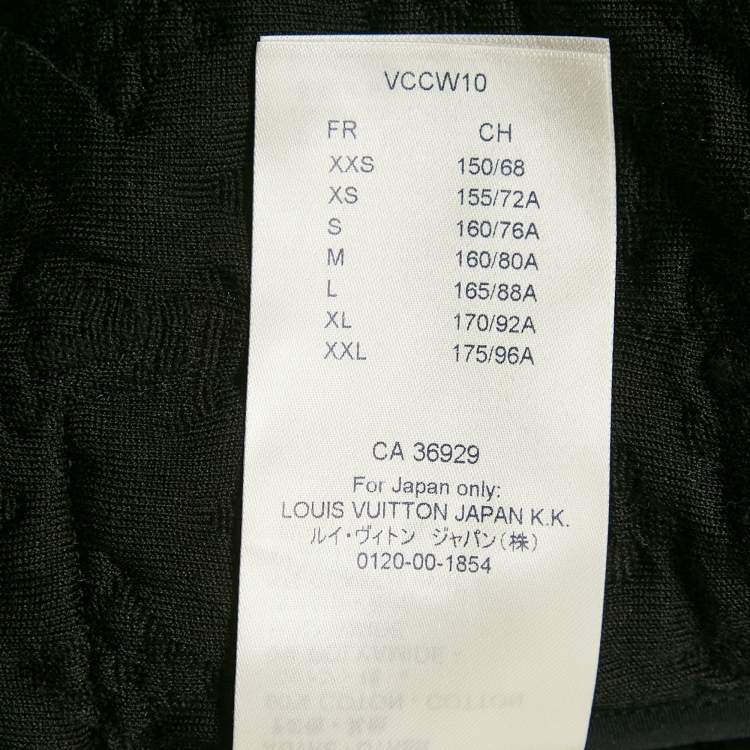 VCCW10
FR CH
XXS 150/68
XS 155/72A
S 160/76A
M 160/80A
L 165/88A
XL 170/92A
XXL 175/96A
CA 36929
For Japan only:
LOUIS VUITTON JAPAN K.K.
ルイ・ヴィトン ジャパン(株)
0120-00-1854